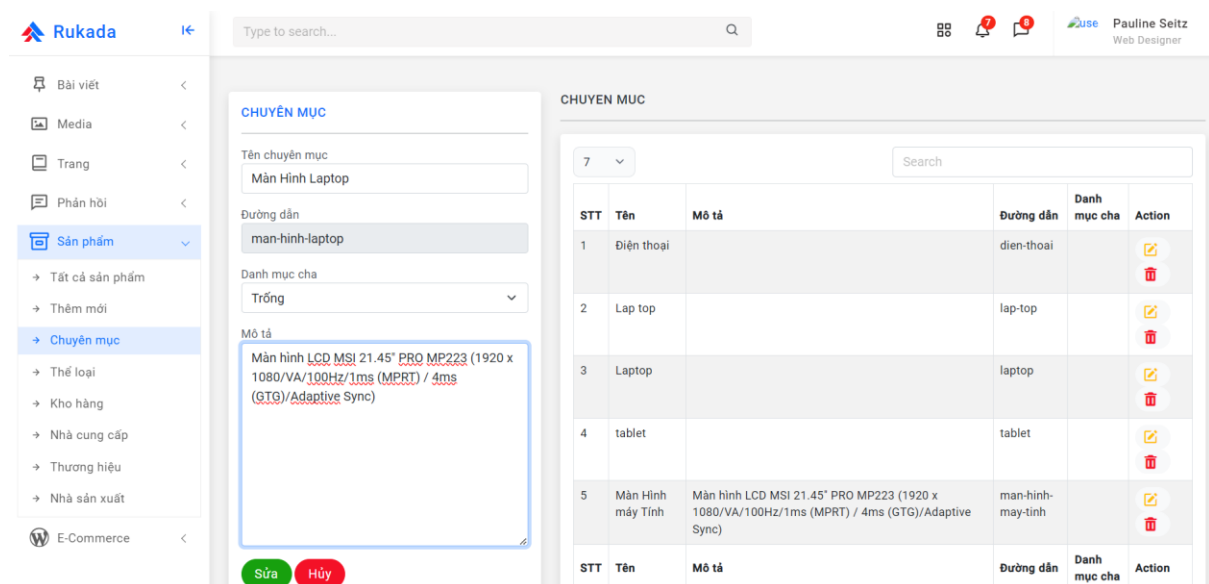 Rukada
Type to search...
7
8
use
Pauline Seitz
Web Designer
Bài viết
Media
Trang
Phản hồi
Sản phẩm
Tất cả sản phẩm
Thêm mới
Chuyên mục
Thể loại
Kho hàng
Nhà cung cấp
Thương hiệu
Nhà sản xuất
E-Commerce
CHUYÊN MỤC
Tên chuyên mục
Màn Hình Laptop
Đường dẫn
man-hinh-laptop
Danh mục cha
Trống
Mô tả
Màn hình LCD MSI 21.45" PRO MP223 (1920 x
1080/VA/100Hz/1ms (MPRT) / 4ms
(GTG)/Adaptive Sync)
Sửa Hủy
CHUYEN MUC
7
Search
STT Tên Mô tả Đường dẫn Danh mục cha Action
1 Điện thoại dien-thoai
2 Lap top lap-top
3 Laptop laptop
4 tablet tablet
5 Màn Hình máy Tính Màn hình LCD MSI 21.45" PRO MP223 (1920 x
1080/VA/100Hz/1ms (MPRT) / 4ms (GTG)/Adaptive
Sync) man-hinh-may-tinh
STT Tên Mô tả Đường dẫn Danh mục cha Action